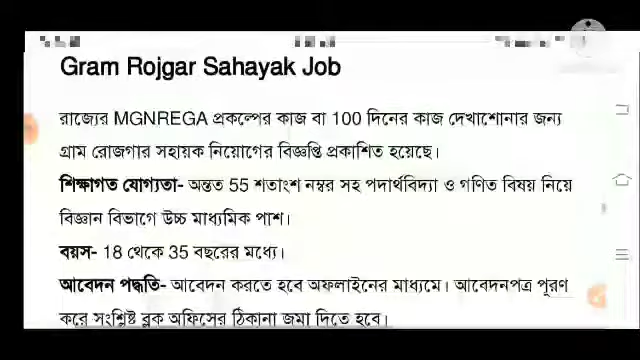 Gram Rojgar Sahayak Job
রাজ্যের MGNREGA প্রকল্পের কাজ বা 100 দিনের কাজ দেখাশোনার জন্য
গ্রাম রোজগার সহায়ক নিয়োগের বিজ্ঞপ্তি প্রকাশিত হয়েছে।
শিক্ষাগত যোগ্যতা- অন্তত 55 শতাংশ নম্বর সহ পদার্থবিদ্যা ও গণিত বিষয় নিয়ে
বিজ্ঞান বিভাগে উচ্চ মাধ্যমিক পাশ।
বয়স- 18 থেকে 35 বছরের মধ্যে।
আবেদন পদ্ধতি- আবেদন করতে হবে অফলাইনের মাধ্যমে। আবেদনপত্র পূরণ
করে সংশ্লিষ্ট ব্লক অফিসের ঠিকানা জমা দিতে হবে।